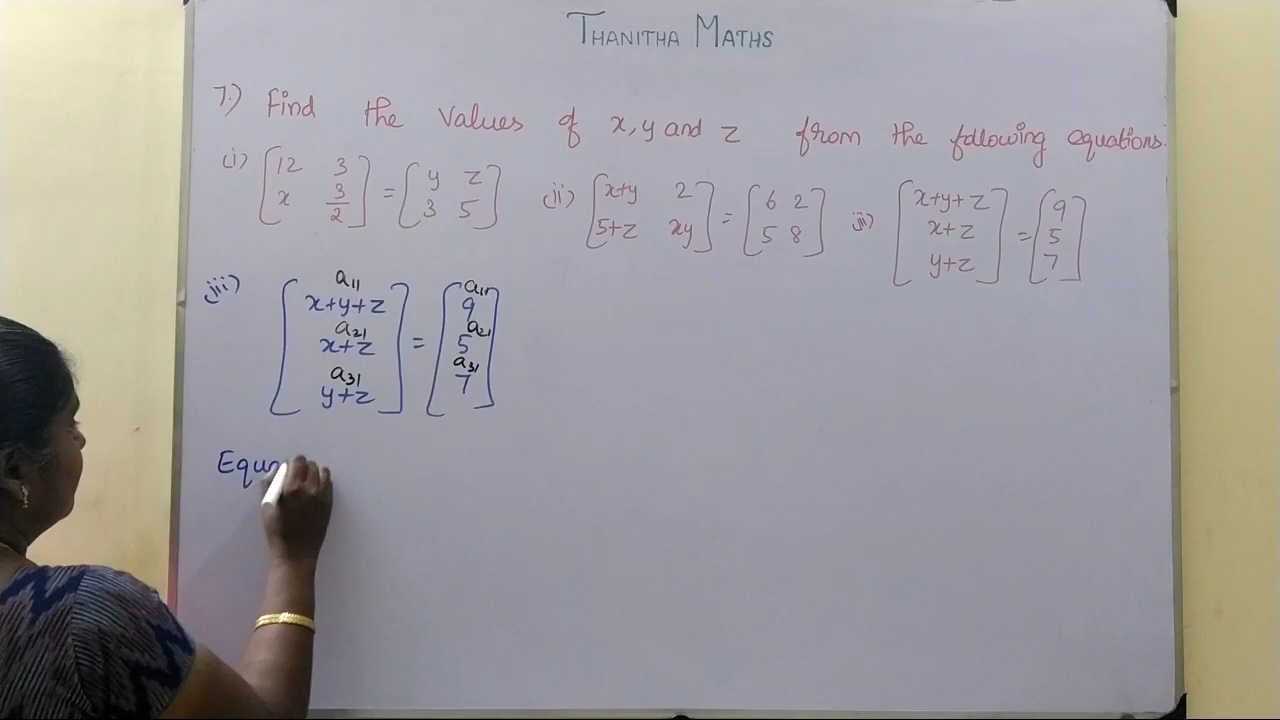 THANITHA MATHS
7.) Find the values of x, y and z from the following equations.
(i) [12 3 = [y z (ii) [x+y 2 = [6 2 (iii) [x+y+z = [9
x 3/2] 3 5] 5+z xy] 5 8] x+z 5
y+z] 7]
(iii) a11 a11
[x+y+z = [9
a21 a21
x+z 5
a31 a31
y+z] 7]
Equa